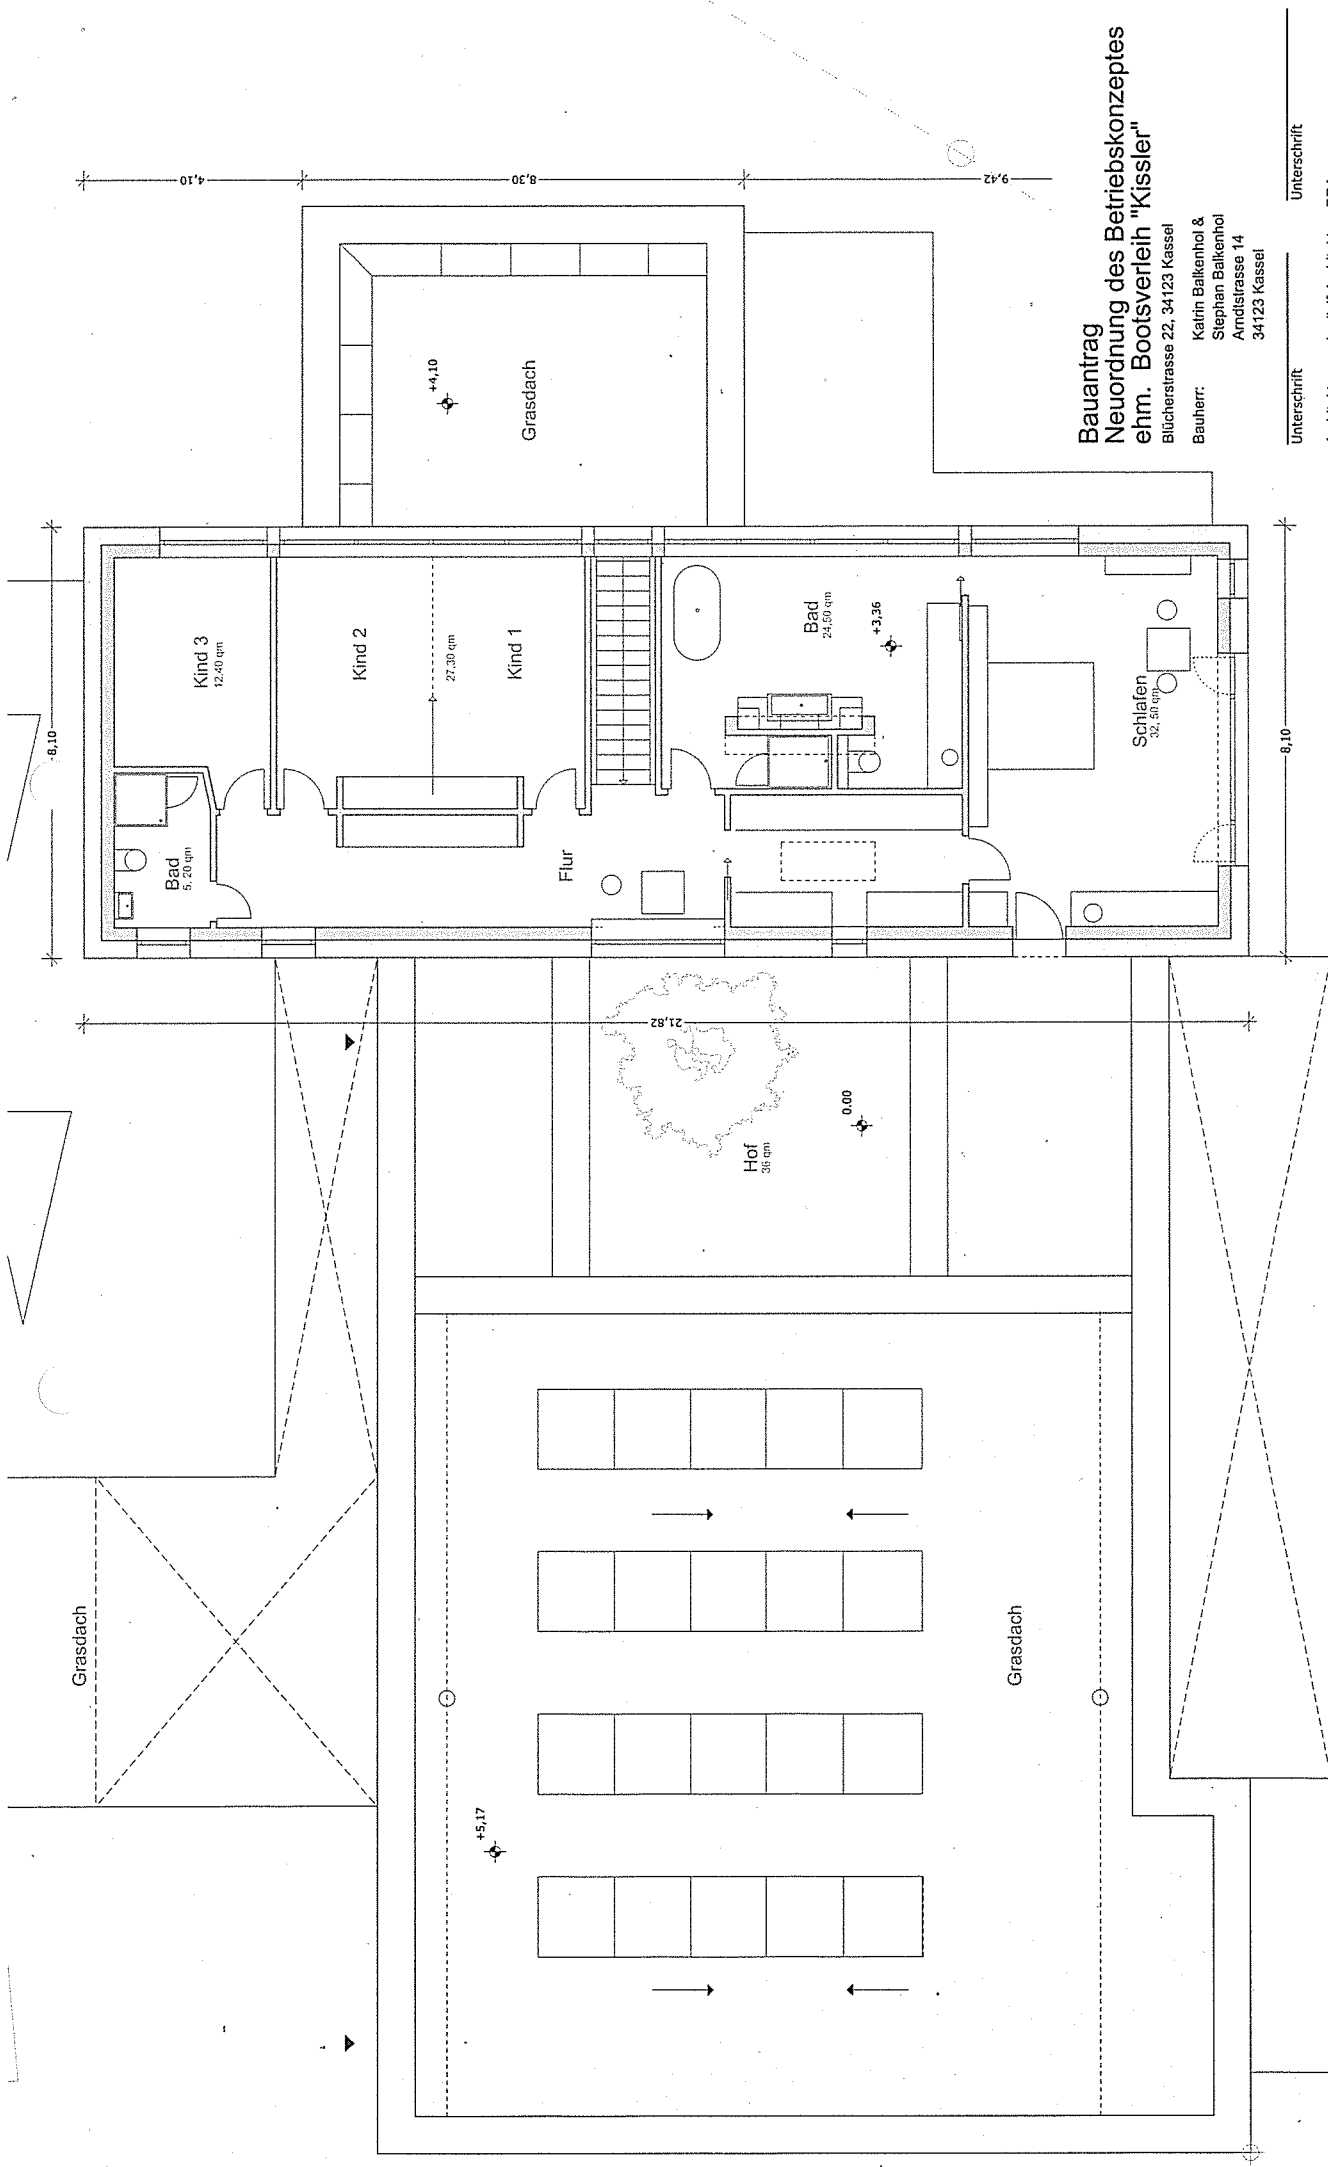 Bauantrag
Neuordnung des Betriebskonzeptes
ehm. Bootsverleih "Kissler"
Blücherstrasse 22, 34123 Kassel
Bauherr: Katrin Balkenhol &
Stephan Balkenhol
Arndtstrasse 14
34123 Kassel
Unterschrift
Unterschrift
4,10
8,30
9,42
8,10
+4,10
Grasdach
Kind 3
12.40 qm
Kind 2
27.30 qm
Kind 1
Bad
24.50 qm
+3,36
Schlafen
32, 50 qm
8,10
Bad
5, 20 qm
Flur
21,82
Hof
36 qm
0.00
Grasdach
+5,17
Grasdach